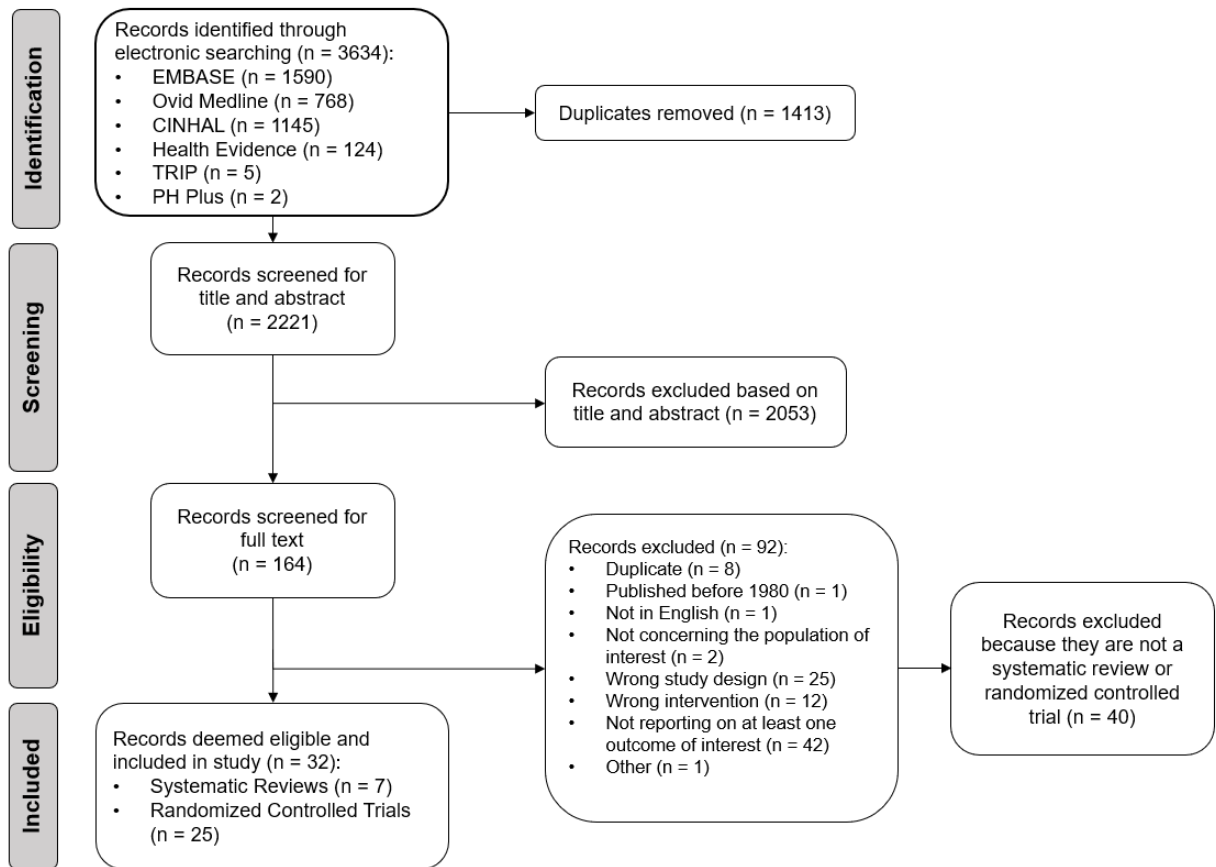 Identification
Records identified through
electronic searching (n = 3634):
• EMBASE (n = 1590)
• Ovid Medline (n = 768)
• CINHAL (n = 1145)
• Health Evidence (n = 124)
• TRIP (n = 5)
• PH Plus (n = 2)
Duplicates removed (n = 1413)
Screening
Records screened for
title and abstract
(n = 2221)
Records excluded based on
title and abstract (n = 2053)
Eligibility
Records screened for
full text
(n = 164)
Records excluded (n = 92):
• Duplicate (n = 8)
• Published before 1980 (n = 1)
• Not in English (n = 1)
• Not concerning the population of
interest (n = 2)
• Wrong study design (n = 25)
• Wrong intervention (n = 12)
• Not reporting on at least one
outcome of interest (n = 42)
• Other (n = 1)
Records excluded
because they are not a
systematic review or
randomized controlled
trial (n = 40)
Included
Records deemed eligible and
included in study (n = 32):
• Systematic Reviews (n = 7)
• Randomized Controlled Trials
(n = 25)